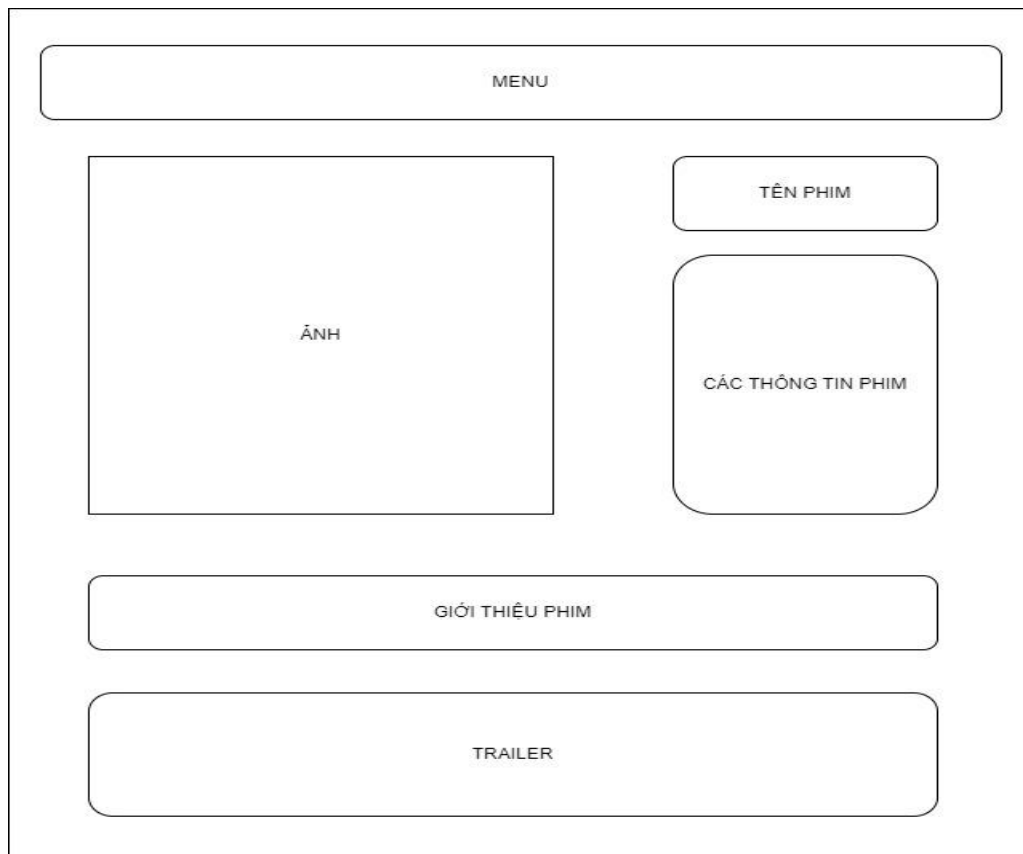 MENU
TÊN PHIM
ẢNH
CÁC THÔNG TIN PHIM
GIỚI THIỆU PHIM
TRAILER